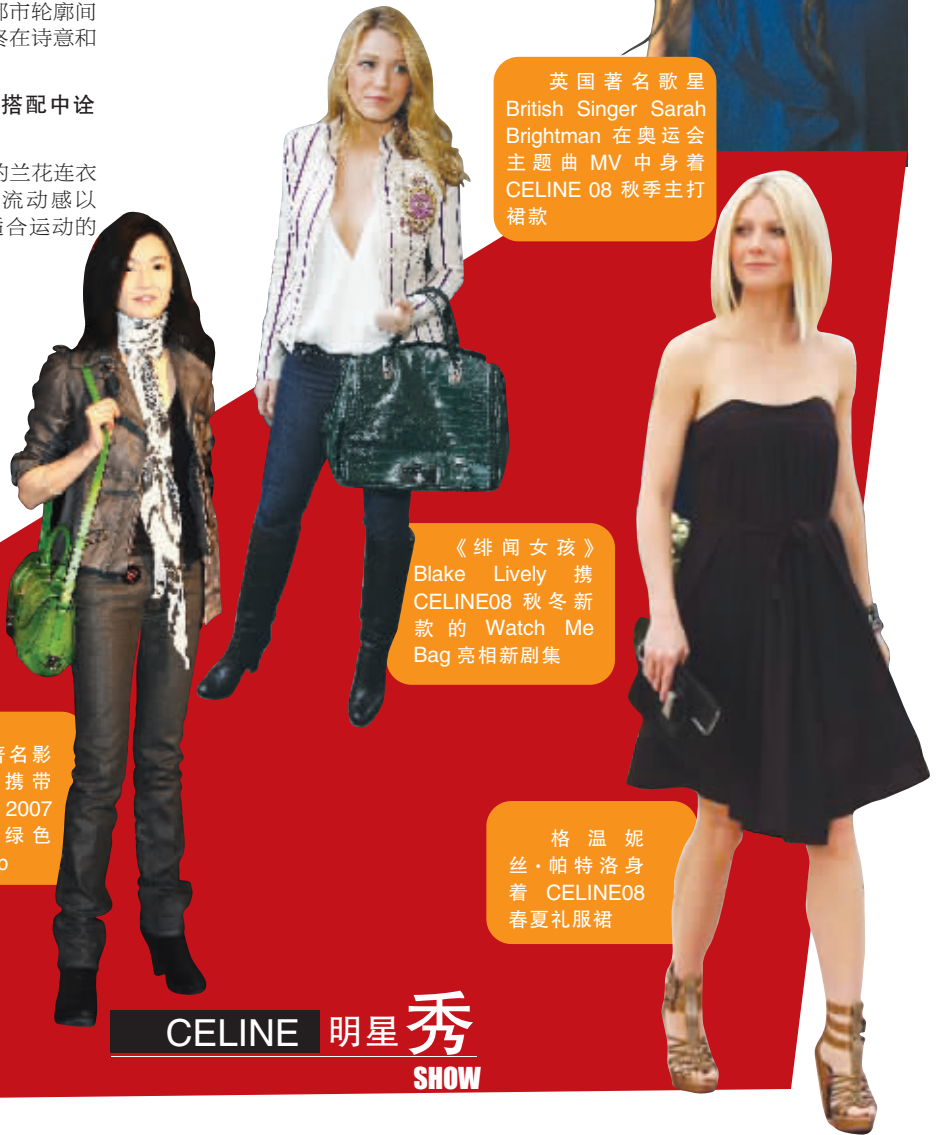 都市轮廓间
终在诗意和
搭配中诠
的兰花连衣
流动感以
适合运动的
英国著名歌星
British Singer Sarah
Brightman 在奥运会
主题曲 MV 中身着
CELINE 08 秋季主打
裙款
《绯闻女孩》
Blake Lively 携
CELINE08 秋冬新
款的 Watch Me
Bag 亮相新剧集
著名影
携带
2007
绿色
格温妮
丝·帕特洛身
着 CELINE08
春夏礼服裙
CELINE 明星秀
SHOW